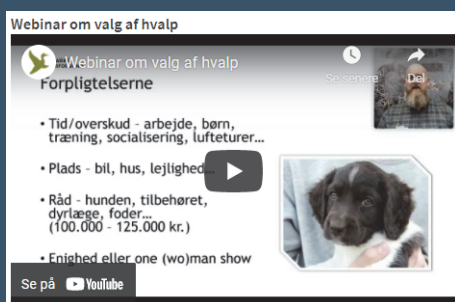 Webinar om valg af hvalp
Webinar om valg af hvalp
Se senere
Del
Forpligtelserne
• Tid/overskud - arbejde, børn,
træning, socialisering, lufteturer...
• Plads - bil, hus, lejlighed...
• Råd - hunden, tilbehøret,
dyrlæge, foder...
(100.000 - 125.000 kr.)
• Enighed eller one (wo)man show
Se på YouTube